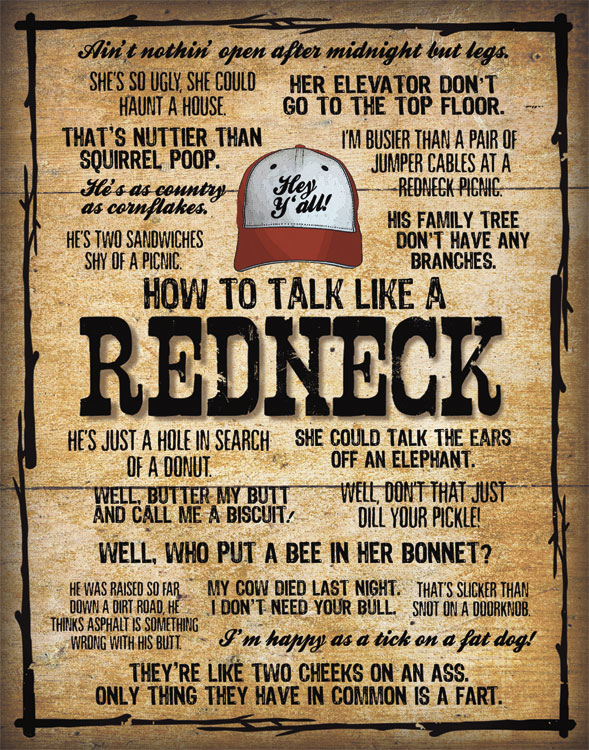 Ain't nothin' open after midnight but legs.
SHE'S SO UGLY, SHE COULD
HAUNT A HOUSE.
HER ELEVATOR DON'T
GO TO THE TOP FLOOR.
THAT'S NUTTIER THAN
SQUIRREL POOP.
I'M BUSIER THAN A PAIR OF
JUMPER CABLES AT A
REDNECK PICNIC.
He's as country
as cornflakes.
Hey
Y'all!
HIS FAMILY TREE
DON'T HAVE ANY
BRANCHES.
HE'S TWO SANDWICHES
SHY OF A PICNIC.
HOW TO TALK LIKE A
REDNECK
HE'S JUST A HOLE IN SEARCH
OF A DONUT.
SHE COULD TALK THE EARS
OFF AN ELEPHANT.
WELL, BUTTER MY BUTT
AND CALL ME A BISCUIT!
WELL, DON'T THAT JUST
DILL YOUR PICKLE!
WELL, WHO PUT A BEE IN HER BONNET?
HE WAS RAISED SO FAR
DOWN A DIRT ROAD, HE
THINKS ASPHALT IS SOMETHING
WRONG WITH HIS BUTT.
MY COW DIED LAST NIGHT.
I DON'T NEED YOUR BULL.
THAT'S SLICKER THAN
SNOT ON A DOORKNOB.
I'm happy as a tick on a fat dog!
THEY'RE LIKE TWO CHEEKS ON AN ASS.
ONLY THING THEY HAVE IN COMMON IS A FART.